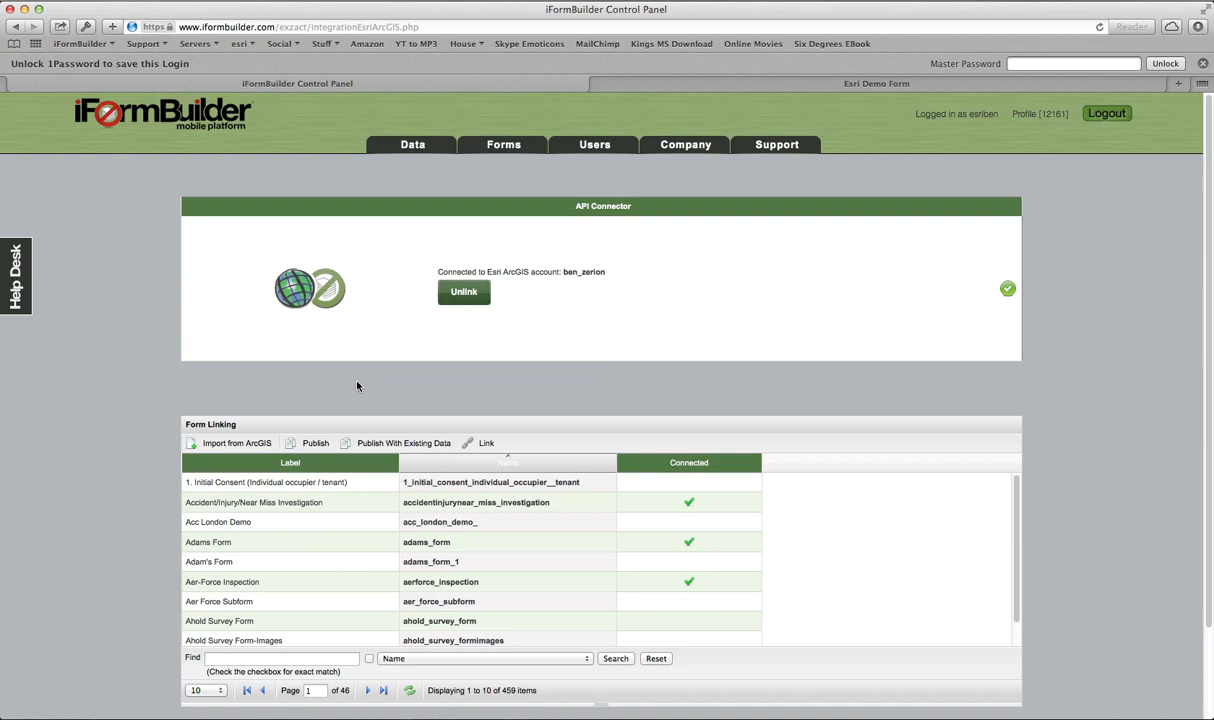 iFormBuilder Control Panel
https www.iformbuilder.com/exzact/integrationEsriArcGIS.php Reader
iFormBuilder Support Servers esri Social Stuff Amazon YT to MP3 House Skype Emoticons MailChimp Kings MS Download Online Movies Six Degrees EBook
Unlock 1Password to save this Login Master Password Unlock
iFormBuilder Control Panel Esri Demo Form
iFormBuilder
mobile platform
Logged in as esriben Profile [12161] Logout
Data Forms Users Company Support
Help Desk
API Connector
Connected to Esri ArcGIS account: ben_zerion
Unlink
Form Linking
Import from ArcGIS Publish Publish With Existing Data Link
Label Name Connected
1. Initial Consent (Individual occupier / tenant) 1_initial_consent_individual_occupier__tenant
Accident/Injury/Near Miss Investigation accidentinjurynear_miss_investigation
Acc London Demo acc_london_demo_
Adams Form adams_form
Adam's Form adams_form_1
Aer-Force Inspection aerforce_inspection
Aer Force Subform aer_force_subform
Ahold Survey Form ahold_survey_form
Ahold Survey Form-Images ahold_survey_formimages
Find Name Search Reset
(Check the checkbox for exact match)
10 Page 1 of 46 Displaying 1 to 10 of 459 items